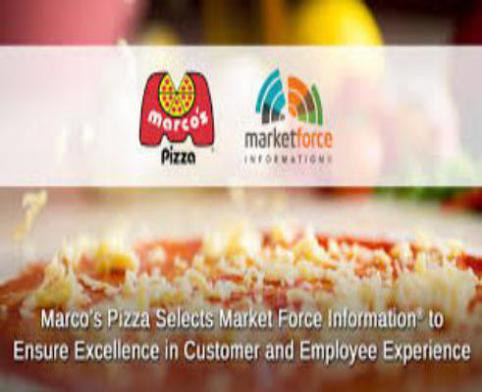 marco's
Pizza
marketforce
INFORMATION®
Marco's Pizza Selects Market Force Information® to
Ensure Excellence in Customer and Employee Experience